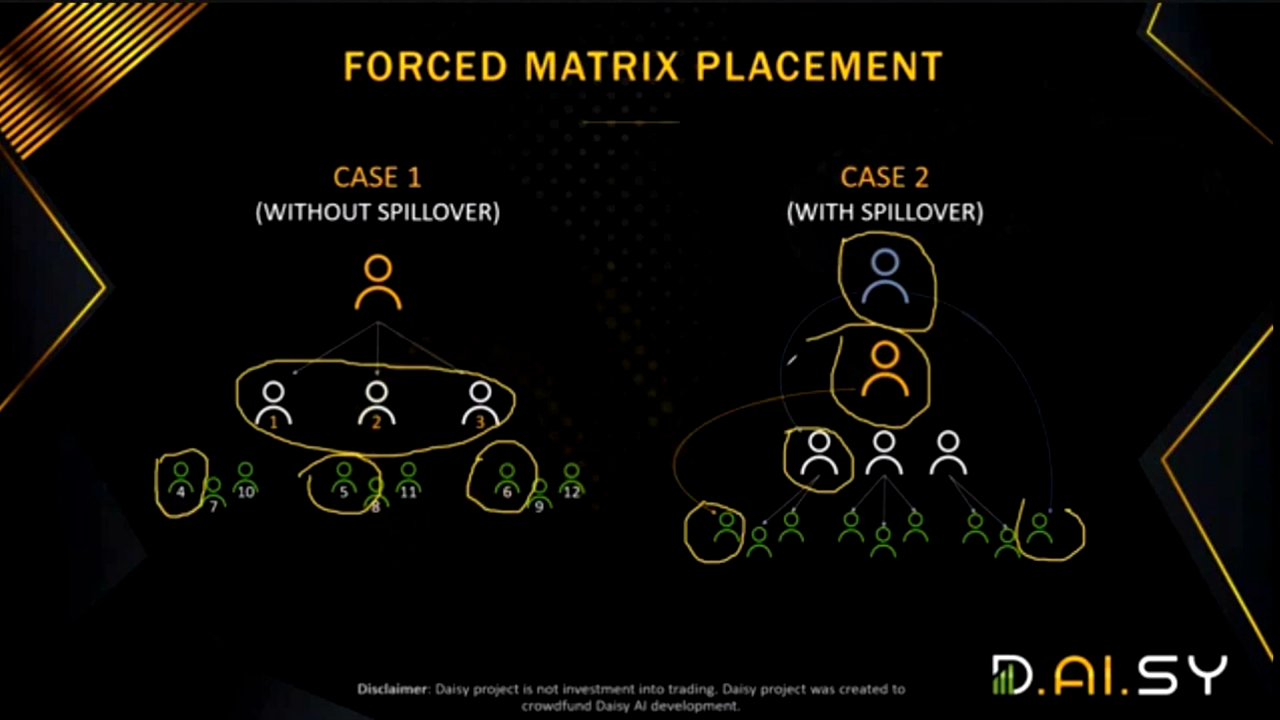 FORCED MATRIX PLACEMENT
CASE 1
(WITHOUT SPILLOVER)
CASE 2
(WITH SPILLOVER)
1 2 3
4 7 10 5 8 11 6 9 12
Disclaimer: Daisy project is not investment into trading. Daisy project was created to
crowdfund Daisy AI development.
D.AI.SY